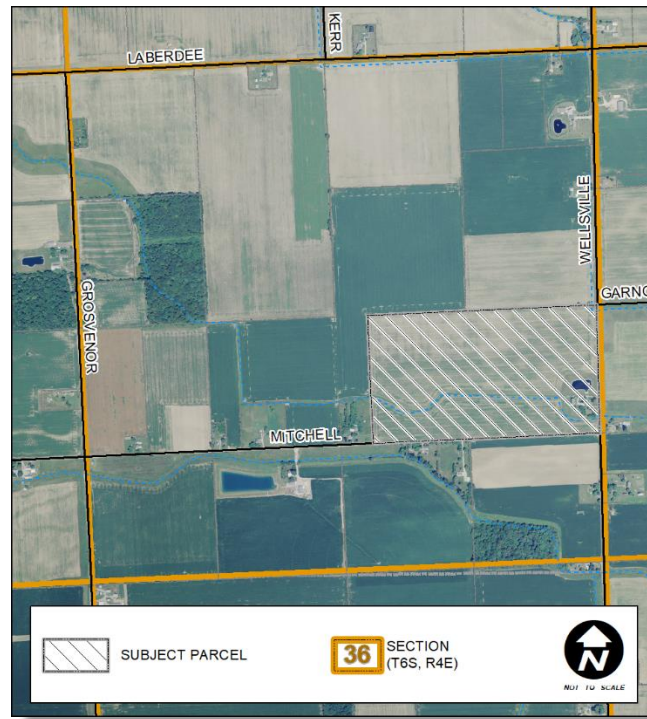 KERR
LABERDEE
WELLSVILLE
GARNO
GROSVENOR
MITCHELL
SUBJECT PARCEL
36
SECTION
(T6S, R4E)
N
NOT TO SCALE